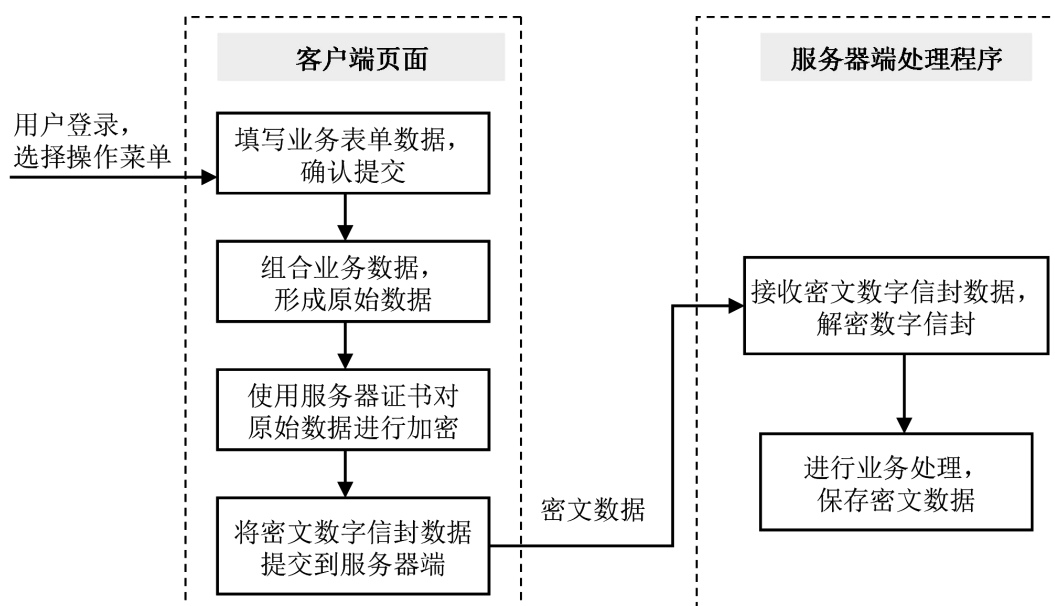 客户端页面
服务器端处理程序
用户登录，
选择操作菜单
填写业务表单数据，
确认提交
组合业务数据，
形成原始数据
使用服务器证书对
原始数据进行加密
将密文数字信封数据
提交到服务器端
密文数据
接收密文数字信封数据，
解密数字信封
进行业务处理，
保存密文数据